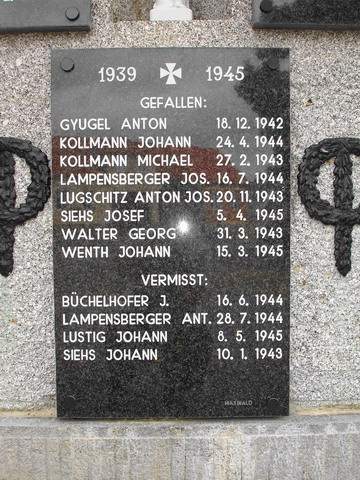 1939 1945
GEFALLEN:
GYUGEL ANTON 18.12.1942
KOLLMANN JOHANN 24.4.1944
KOLLMANN MICHAEL 27.2.1943
LAMPENSBERGER JOS. 16.7.1944
LUGSCHITZ ANTON JOS. 20.11.1943
SIEHS JOSEF 5.4.1945
WALTER GEORG 31.3.1943
WENTH JOHANN 15.3.1945
VERMISST:
BÜCHELHOFER J. 16.6.1944
LAMPENSBERGER ANT. 28.7.1944
LUSTIG JOHANN 8.5.1945
SIEHS JOHANN 10.1.1943